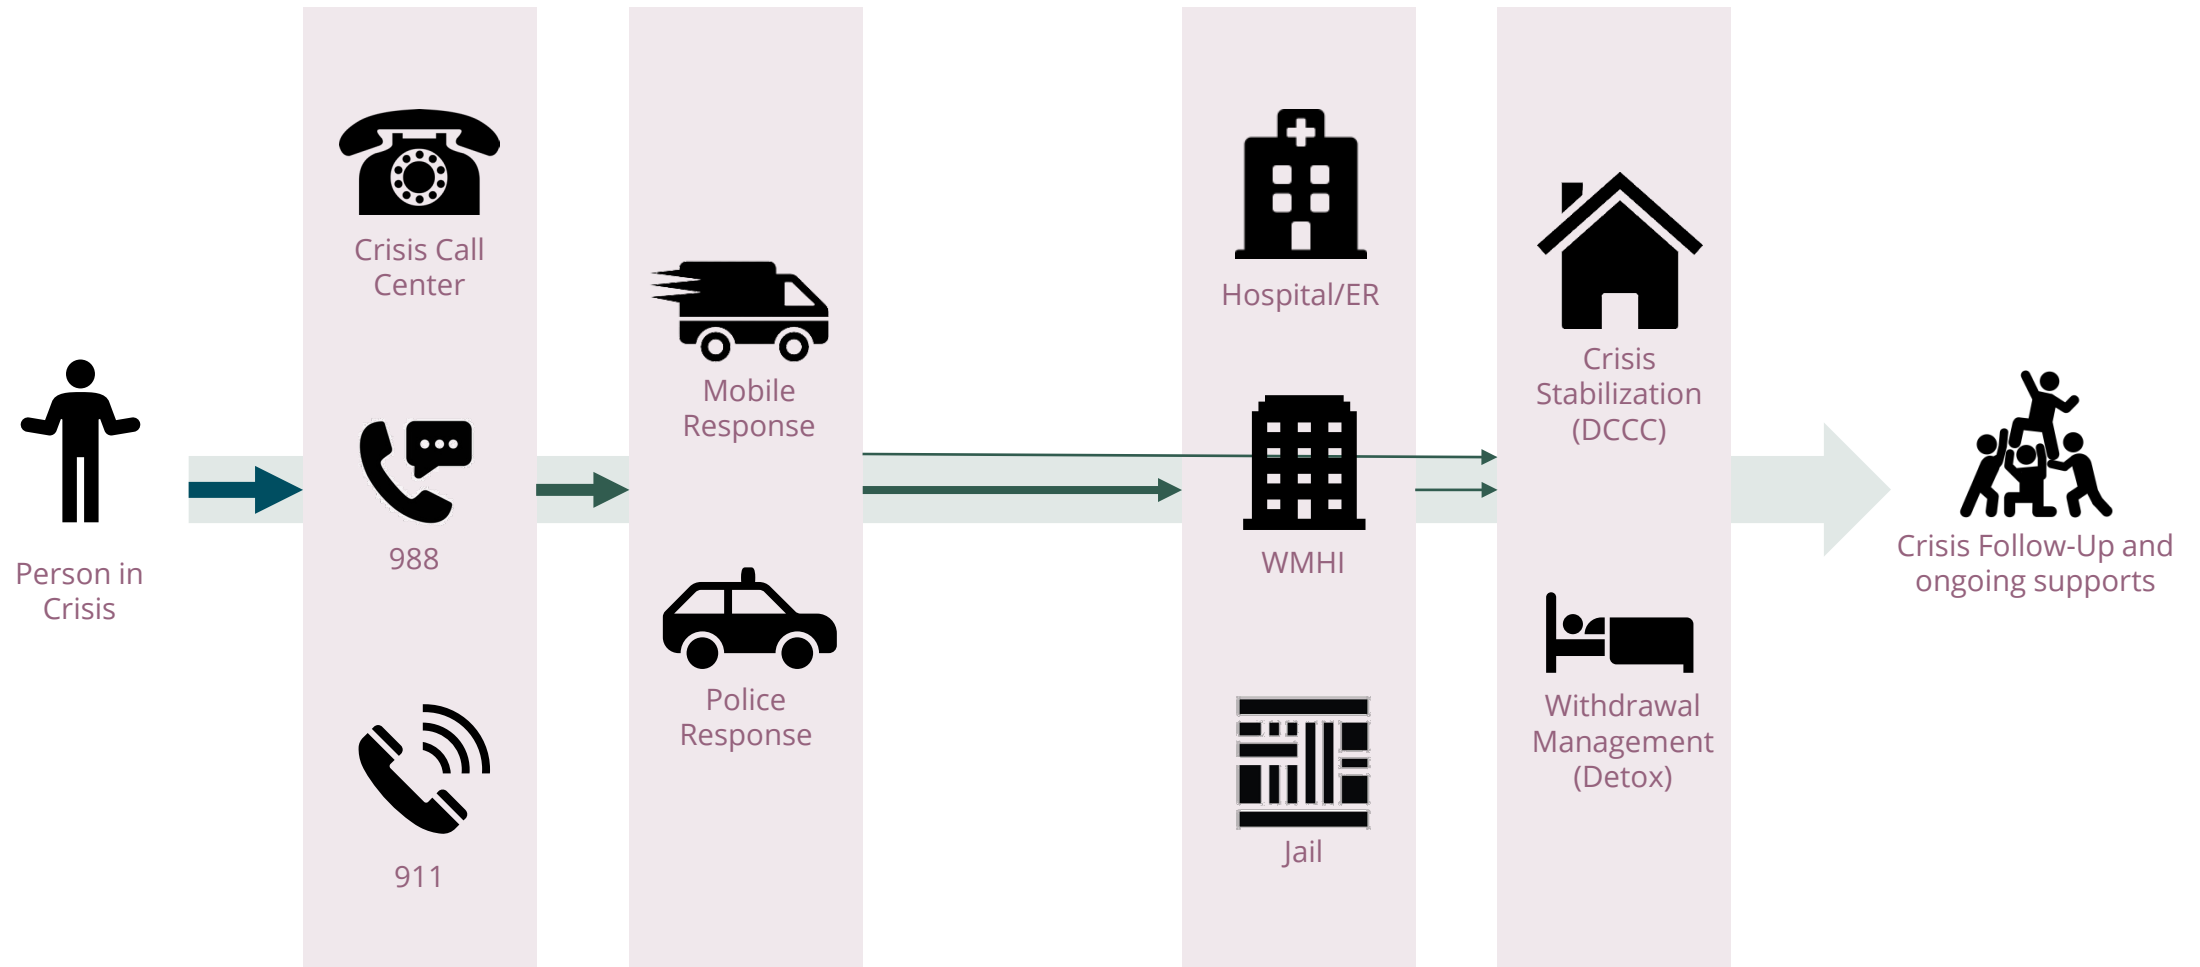 Person in
Crisis
Crisis Call
Center
988
911
Mobile
Response
Police
Response
Hospital/ER
WMHI
Jail
Crisis
Stabilization
(DCCC)
Withdrawal
Management
(Detox)
Crisis Follow-Up and
ongoing supports